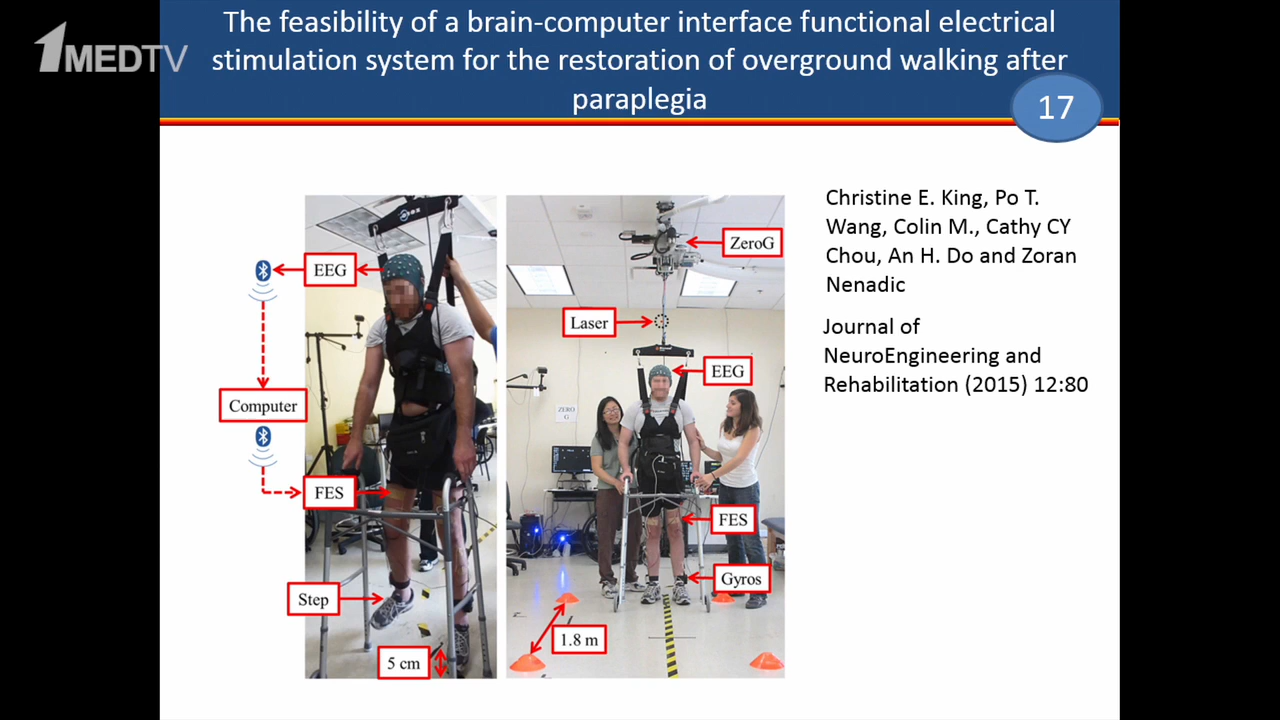 1MEDTV
The feasibility of a brain-computer interface functional electrical
stimulation system for the restoration of overground walking after
paraplegia
17
Christine E. King, Po T.
Wang, Colin M., Cathy CY
Chou, An H. Do and Zoran
Nenadic
Journal of
NeuroEngineering and
Rehabilitation (2015) 12:80
EEG
Computer
FES
Step
5 cm
ZeroG
Laser
EEG
ZERO
G
FES
Gyros
1.8 m